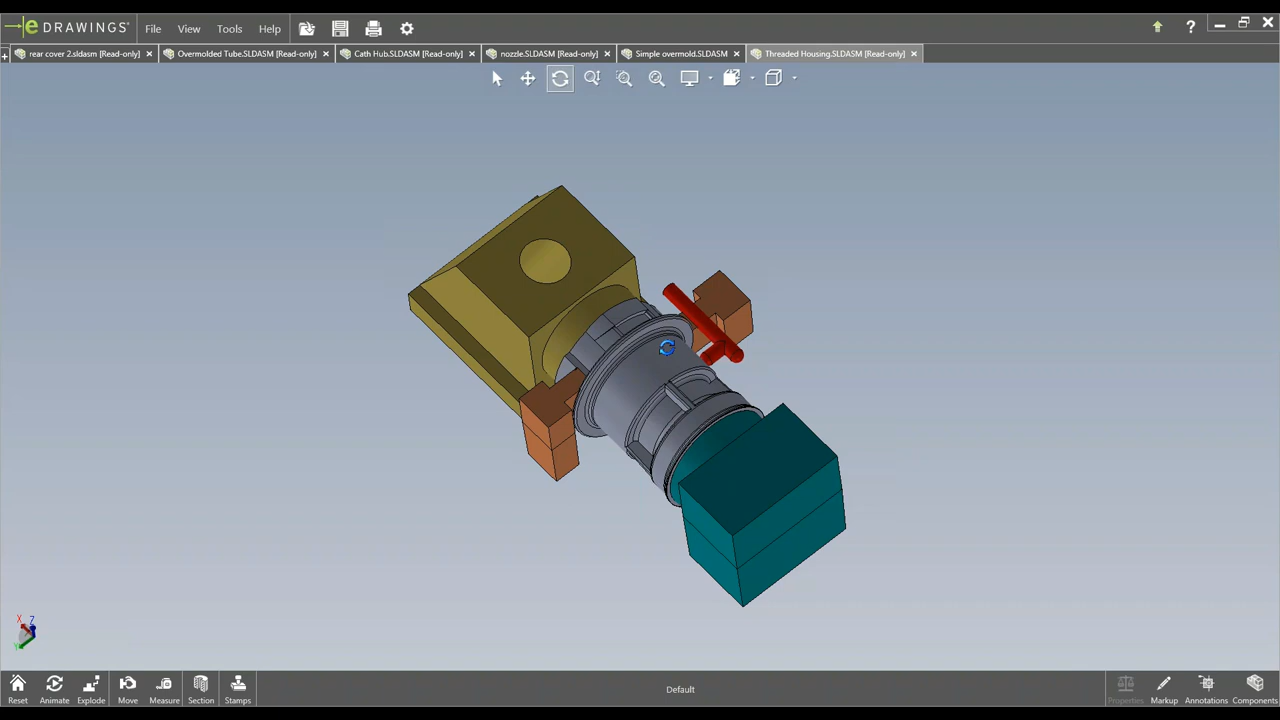 eDRAWINGS® File View Tools Help ?
rear cover 2.sldasm [Read-only] Overmolded Tube.SLDASM [Read-only] Cath Hub.SLDASM [Read-only] nozzle.SLDASM [Read-only] Simple overmold.SLDASM Threaded Housing.SLDASM [Read-only]
X Z
Y
Default
Reset Animate Explode Move Measure Section Stamps Properties Markup Annotations Components